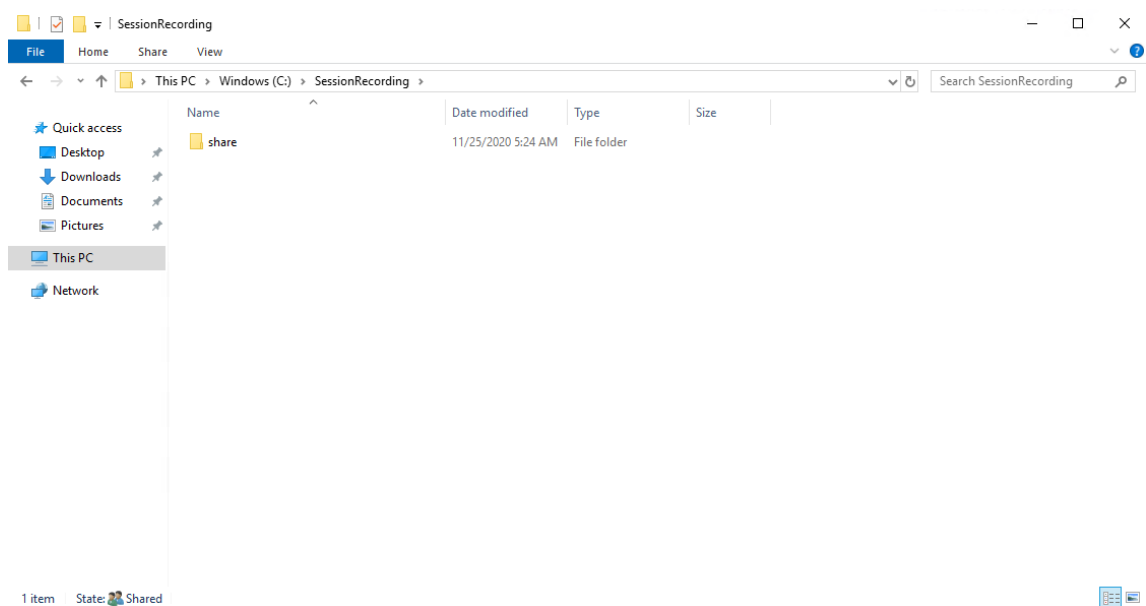 SessionRecording
File Home Share View
This PC > Windows (C:) > SessionRecording >
Search SessionRecording
Name Date modified Type Size
Quick access
share 11/25/2020 5:24 AM File folder
Desktop
Downloads
Documents
Pictures
This PC
Network
1 item State: Shared